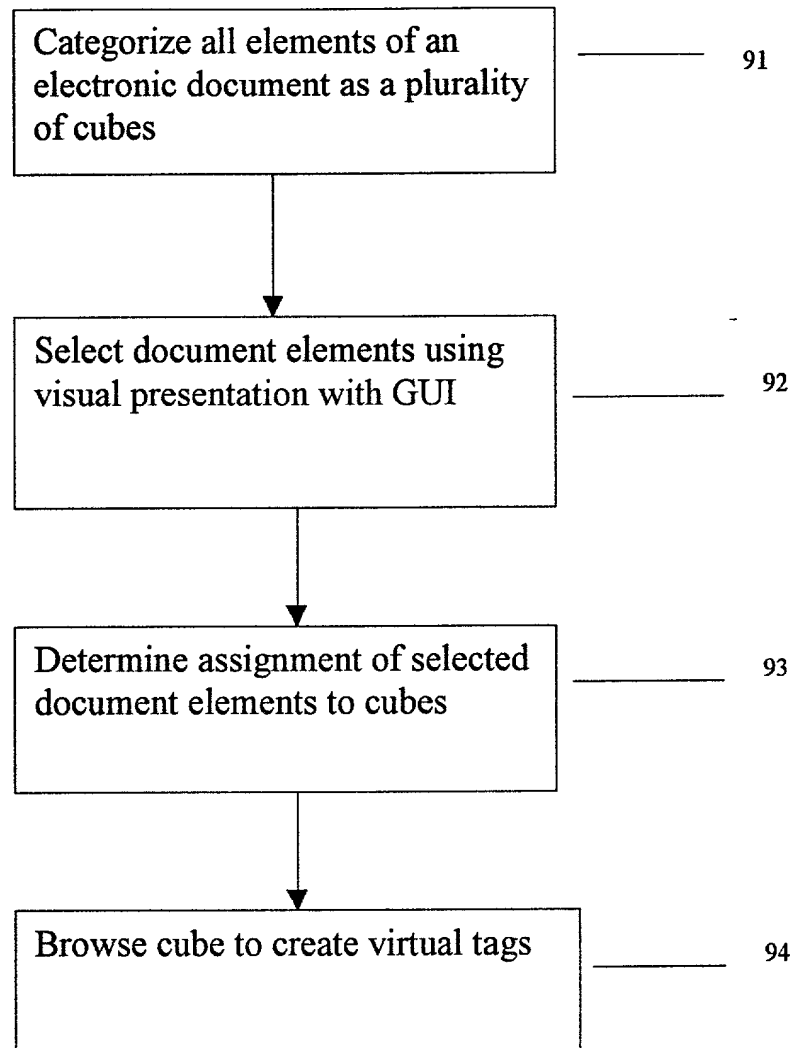 Categorize all elements of an
electronic document as a plurality
of cubes
91
Select document elements using
visual presentation with GUI
92
Determine assignment of selected
document elements to cubes
93
Browse cube to create virtual tags
94